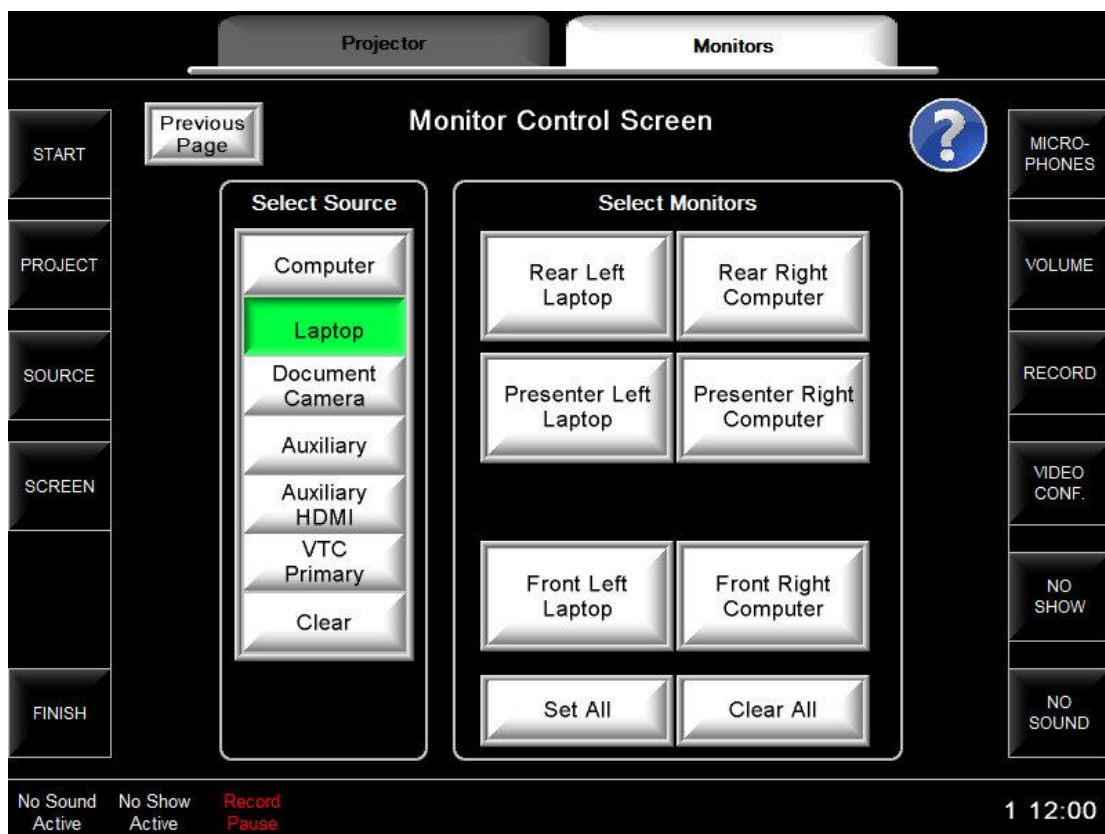 Projector
Monitors
Previous
Page
Monitor Control Screen
?
START
PROJECT
SOURCE
SCREEN
FINISH
Select Source
Computer
Laptop
Document
Camera
Auxiliary
Auxiliary
HDMI
VTC
Primary
Clear
Select Monitors
Rear Left
Laptop
Rear Right
Computer
Presenter Left
Laptop
Presenter Right
Computer
Front Left
Laptop
Front Right
Computer
Set All
Clear All
MICRO-
PHONES
VOLUME
RECORD
VIDEO
CONF.
NO
SHOW
NO
SOUND
No Sound
Active
No Show
Active
Record
Pause
1 12:00